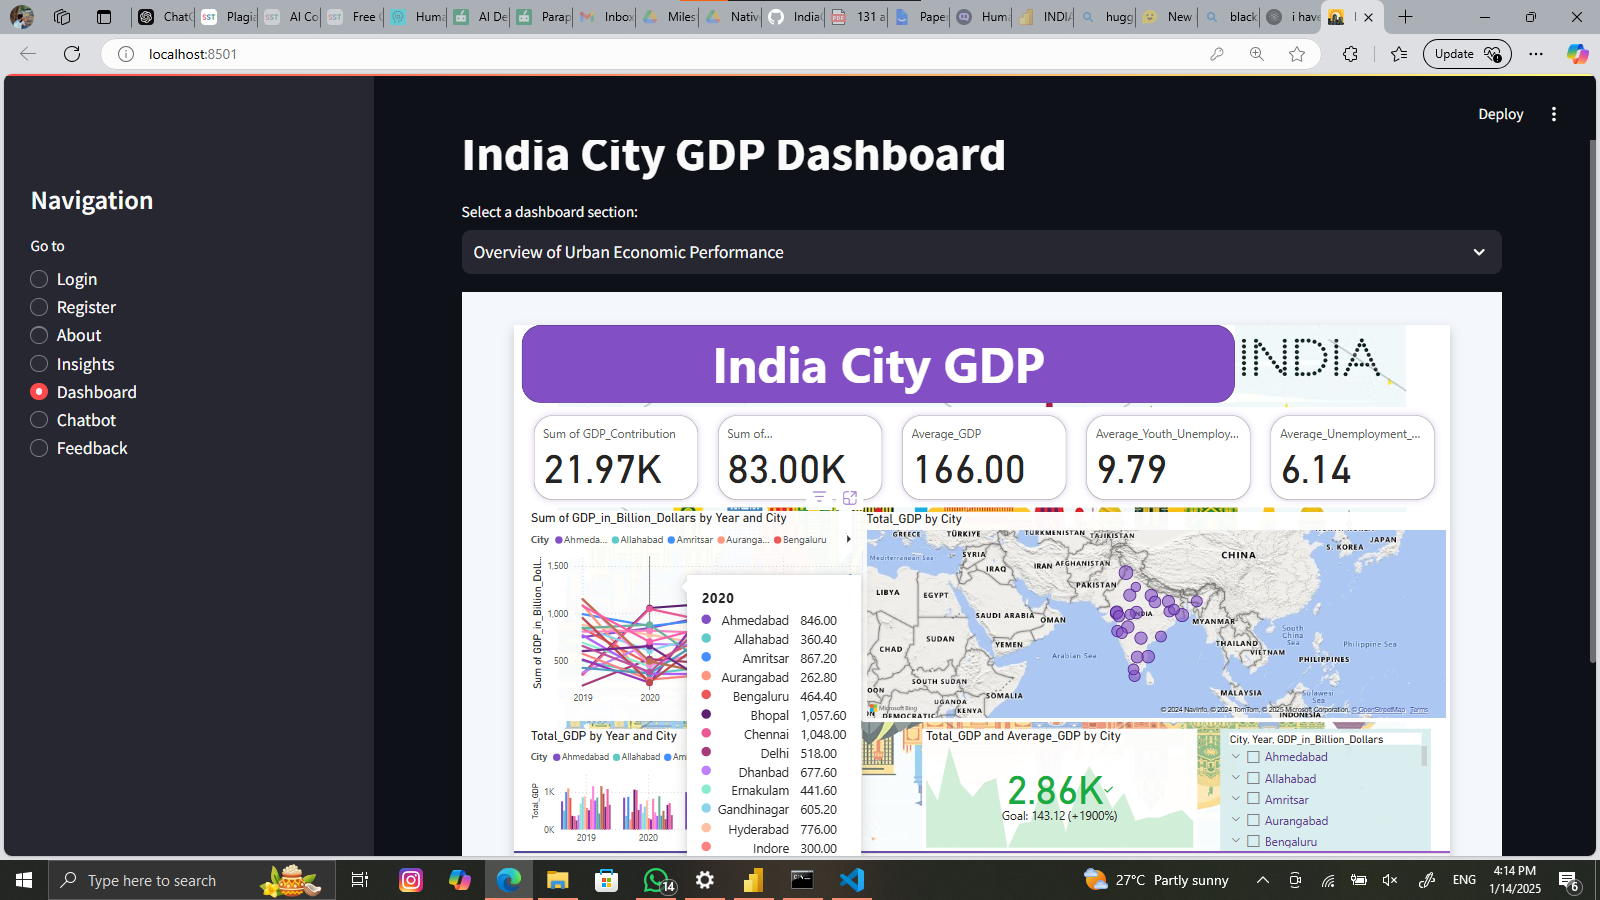 ChatG
Plagia
AI Co
Free C
Huma
AI De
Parap
Inbox
Miles
Nativ
India
131 a
Pape
Hum
INDIA
hugg
New
black
i have
localhost:8501
Update
Deploy
Navigation
Go to
Login
Register
About
Insights
Dashboard
Chatbot
Feedback
India City GDP Dashboard
Select a dashboard section:
Overview of Urban Economic Performance
India City GDP
INDIA
Sum of GDP_Contribution
21.97K
Sum of...
83.00K
Average_GDP
166.00
Average_Youth_Unemploy...
9.79
Average_Unemployment_...
6.14
Sum of GDP_in_Billion_Dollars by Year and City
City Ahmeda... Allahabad Amritsar Auranga... Bengaluru
Sum of GDP_in_Billion_Doll...
1,500
1,000
500
2019 2020
2020
Ahmedabad 846.00
Allahabad 360.40
Amritsar 867.20
Aurangabad 262.80
Bengaluru 464.40
Bhopal 1,057.60
Chennai 1,048.00
Delhi 518.00
Dhanbad 677.60
Ernakulam 441.60
Gandhinagar 605.20
Hyderabad 776.00
Indore 300.00
Total_GDP by City
GREECE
TÜRKIYE
TURKMENISTAN
TAJIKISTAN
CHINA
S. KOREA
JAPAN
Mediterranean Sea
SYRIA
IRAQ
IRAN
AFGHANISTAN
PAKISTAN
LIBYA
EGYPT
SAUDI ARABIA
OMAN
INDIA
MYANMAR
SUDAN
CHAD
YEMEN
Arabian Sea
THAILAND
VIETNAM
South
China
Sea
Philippine Sea
PHILIPPINES
SOUTH SUDAN
SOMALIA
UGANDA
KENYA
DEMOCRATIC
MALAYSIA
Sulawesi
Sea
INDONESIA
Microsoft Bing
© 2024 NavInfo, © 2024 TomTom, © 2025 Microsoft Corporation, © OpenStreetMap Terms
Total_GDP by Year and City
City Ahmedabad Allahabad Am
Total_GDP
1K
0K
2019 2020
Total_GDP and Average_GDP by City
2.86K
Goal: 143.12 (+1900%)
City, Year, GDP_in_Billion_Dollars
Ahmedabad
Allahabad
Amritsar
Aurangabad
Bengaluru
Type here to search
14
27°C Partly sunny
ENG
4:14 PM
1/14/2025
6